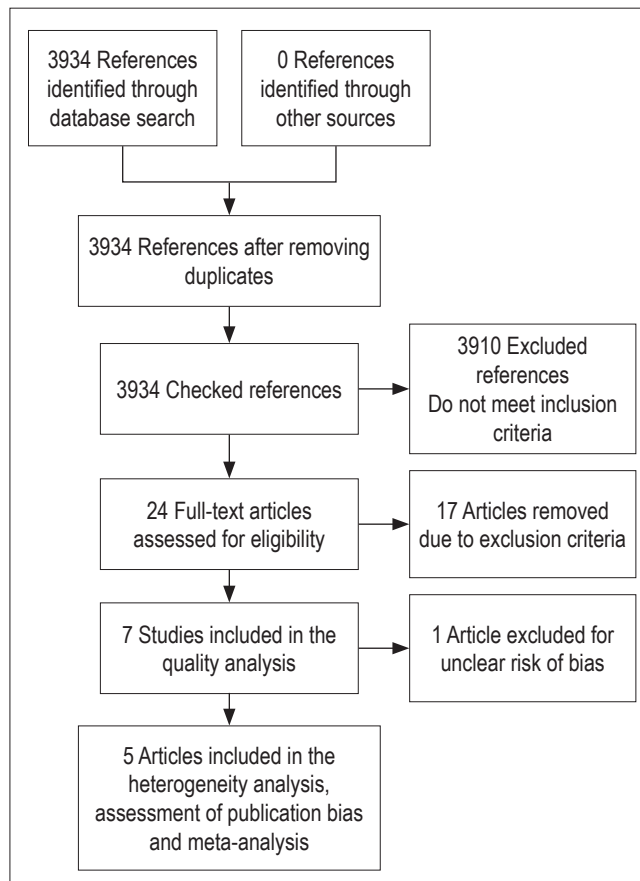 3934 References
identified through
database search
0 References
identified through
other sources
3934 References after removing
duplicates
3934 Checked references
3910 Excluded
references
Do not meet inclusion
criteria
24 Full-text articles
assessed for eligibility
17 Articles removed
due to exclusion criteria
7 Studies included in the
quality analysis
1 Article excluded for
unclear risk of bias
5 Articles included in the
heterogeneity analysis,
assessment of publication bias
and meta-analysis